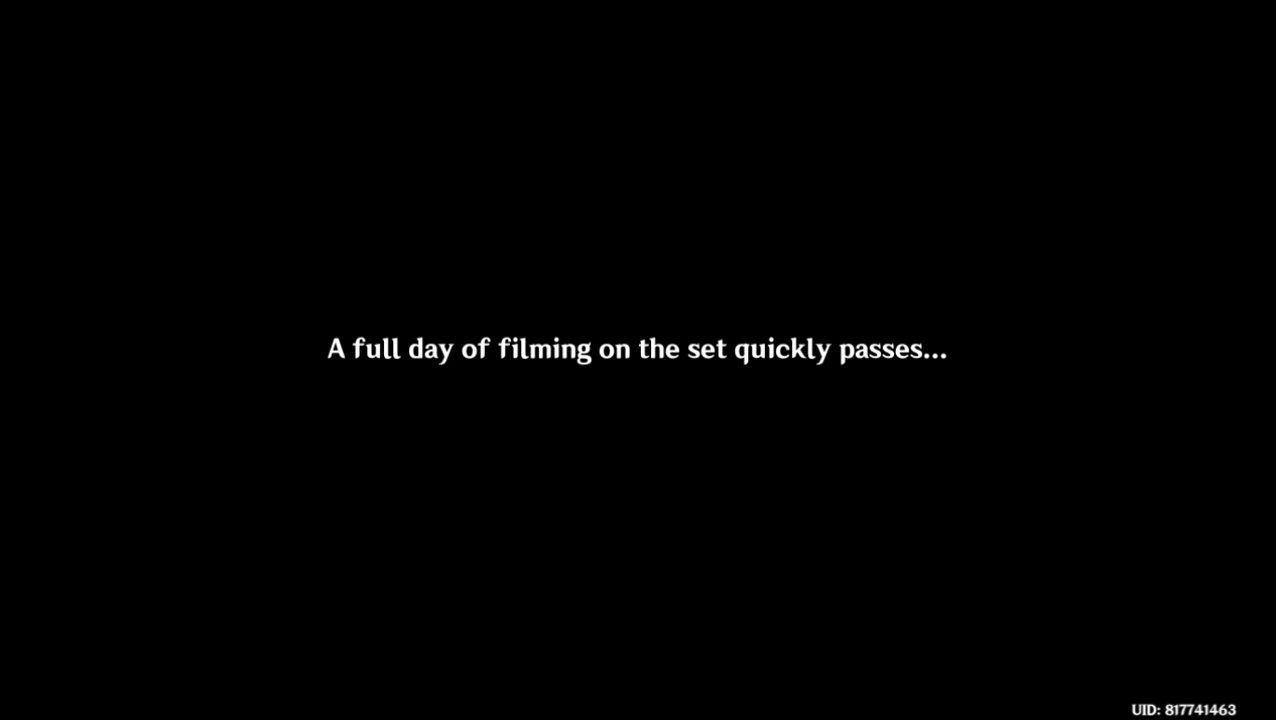 A full day of filming on the set quickly passes...
UID: 817741463